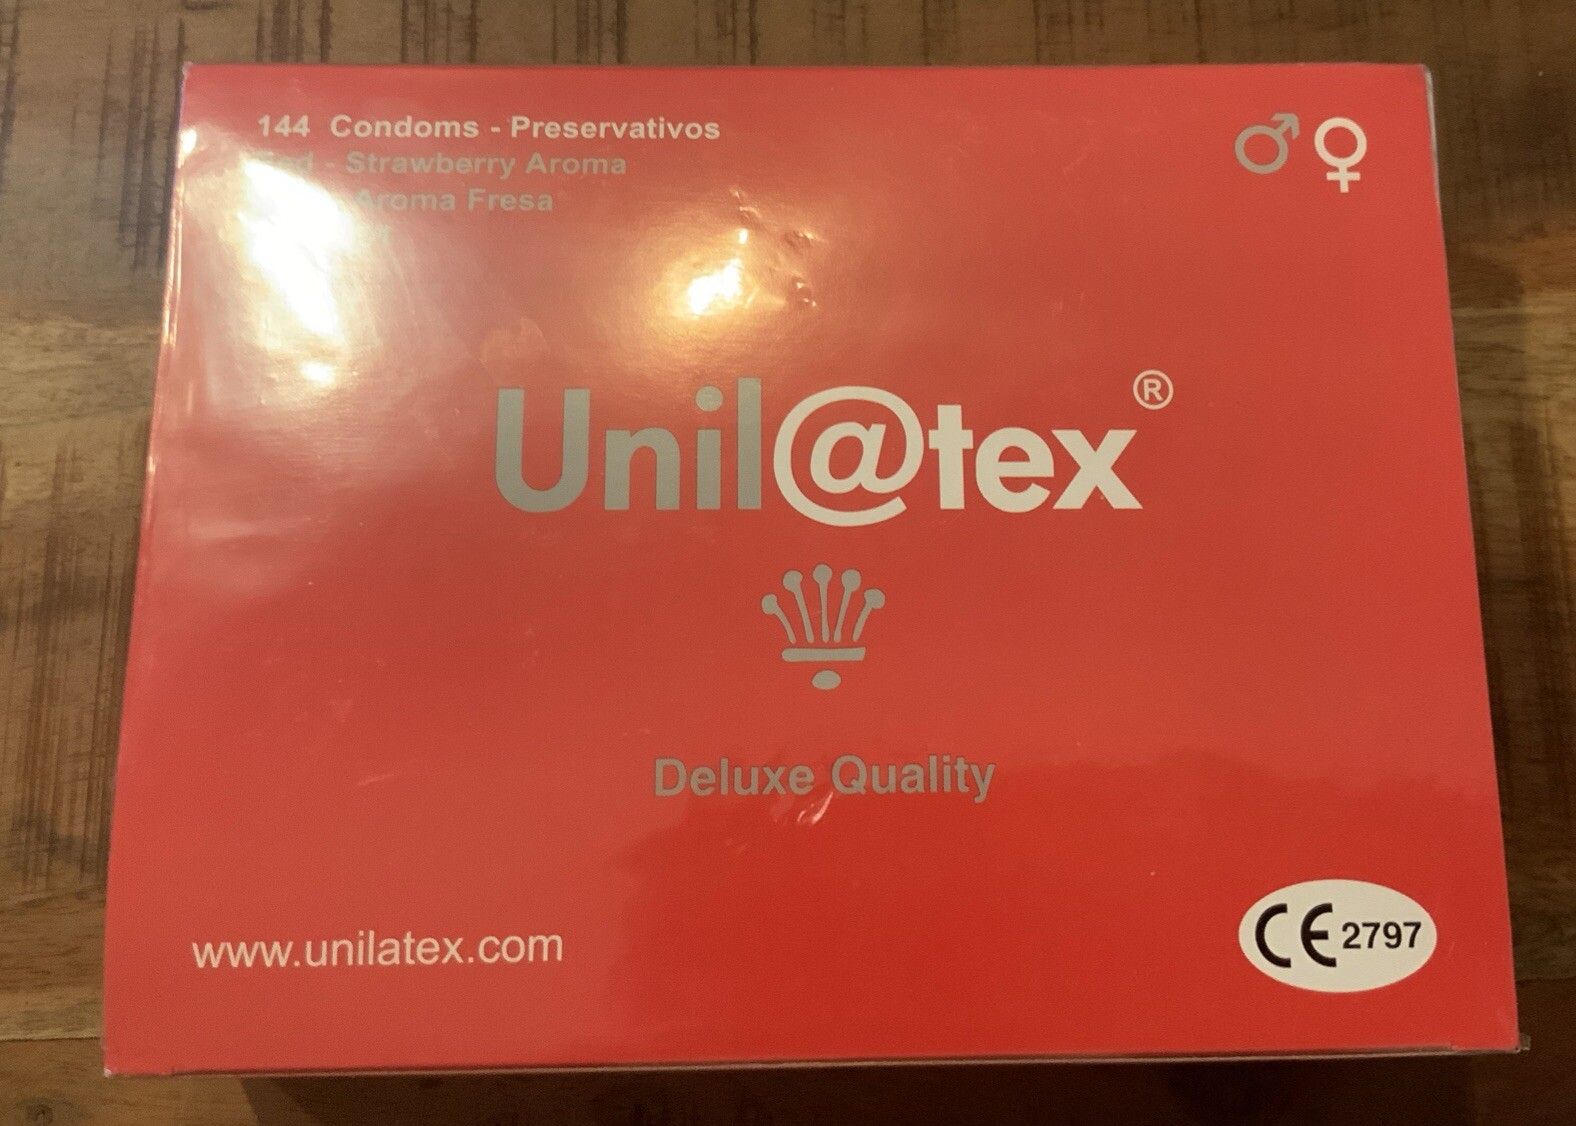 144 Condoms - Preservativos
- Strawberry Aroma
Aroma Fresa
Unil@tex®
Deluxe Quality
www.unilatex.com
CE 2797